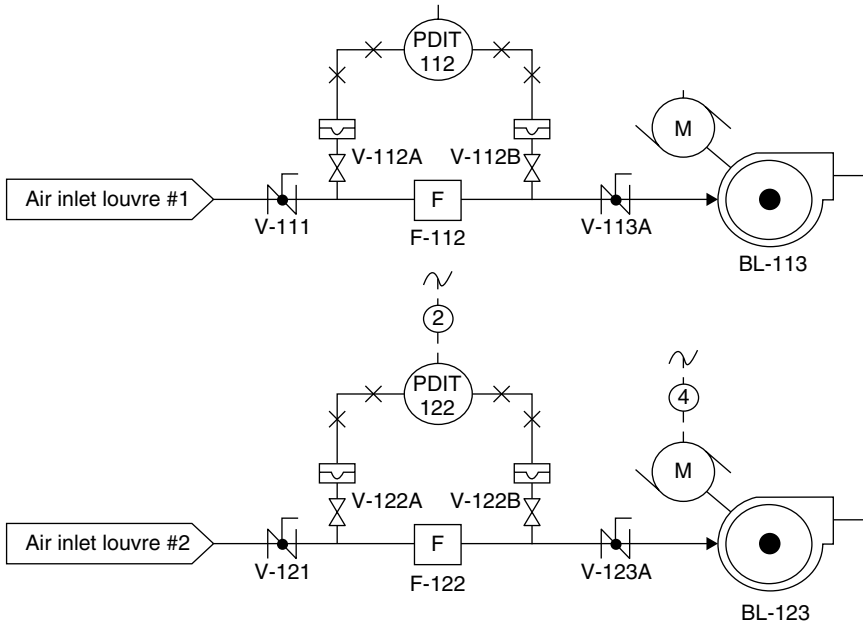 PDIT
112
M
V-112A
V-112B
Air inlet louvre #1
F
V-111
F-112
V-113A
BL-113
2
PDIT
122
4
M
V-122A
V-122B
Air inlet louvre #2
F
V-121
F-122
V-123A
BL-123